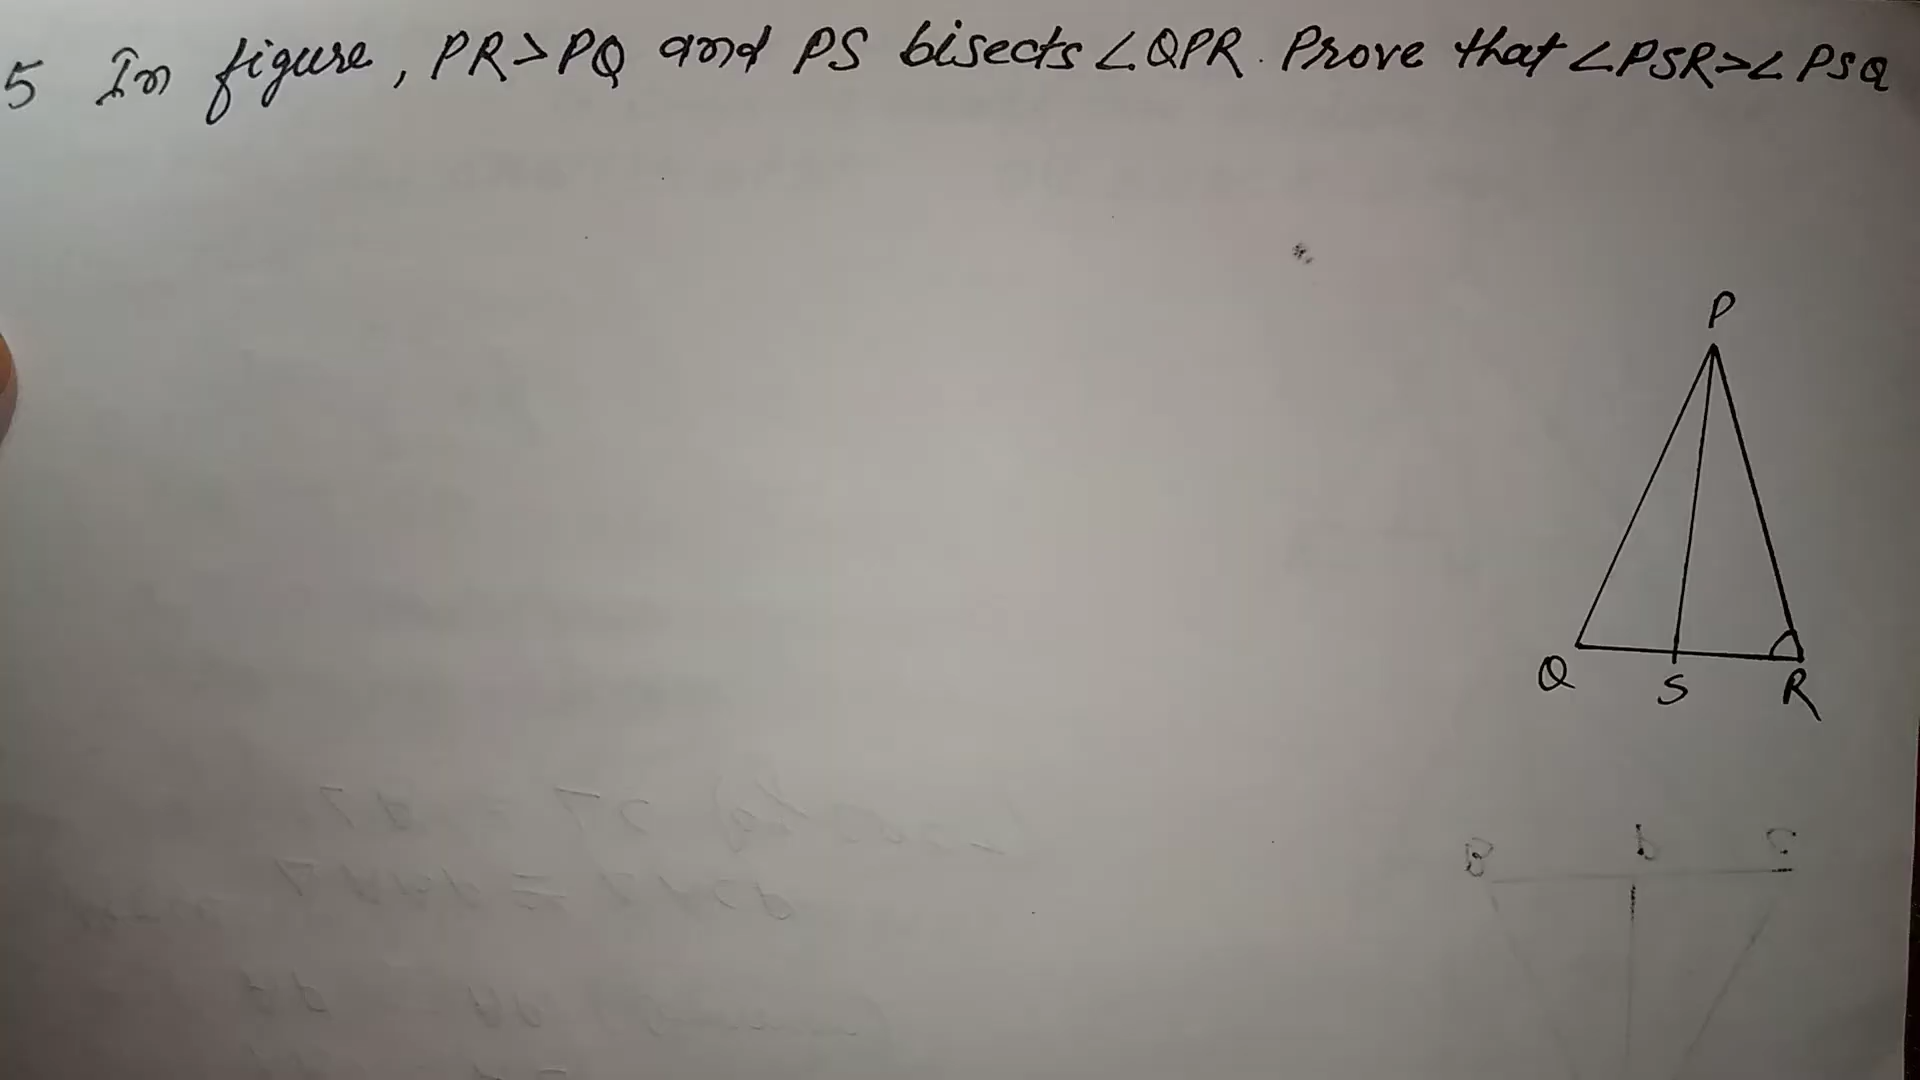 5 In figure, PR>PQ and PS bisects ∠QPR. Prove that ∠PSR>∠PSQ
P
Q S R
B D C